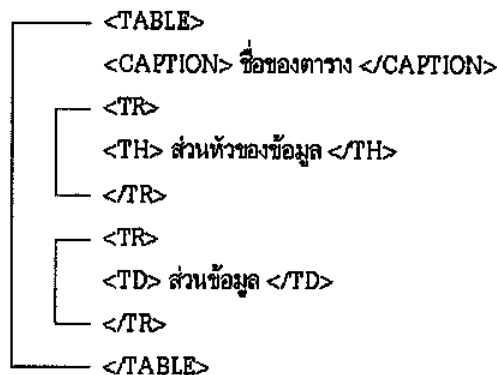 <TABLE>
<CAPTION> ชื่อของตาราง </CAPTION>
<TR>
<TH> ส่วนหัวของข้อมูล </TH>
</TR>
<TR>
<TD> ส่วนข้อมูล </TD>
</TR>
</TABLE>